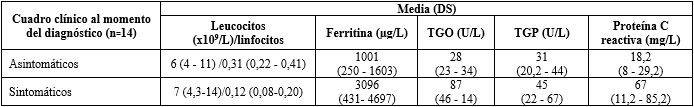 Cuadro clínico al momento del diagnóstico (n=14)
Media (DS)
Leucocitos (x10⁹/L)/linfocitos
Ferritina (µg/L)
TGO (U/L)
TGP (U/L)
Proteína C reactiva (mg/L)
Asintomáticos
6 (4 - 11) /0,31 (0,22 - 0,41)
1001
(250 - 1603)
28
(23 - 34)
31
(20,2 - 44)
18,2
(8 - 29,2)
Sintomáticos
7 (4,3-14)/0,12 (0,08-0,20)
3096
(431- 4697)
87
(46 - 14)
45
(22 - 67)
67
(11,2 - 85,2)